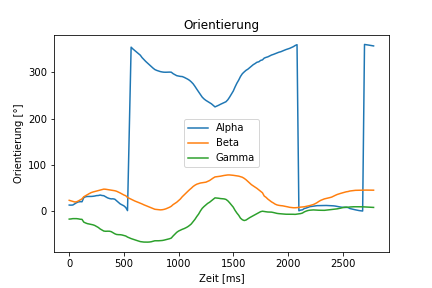 Orientierung
Orientierung [°]
300
200
100
0
Alpha
Beta
Gamma
0 500 1000 1500 2000 2500
Zeit [ms]